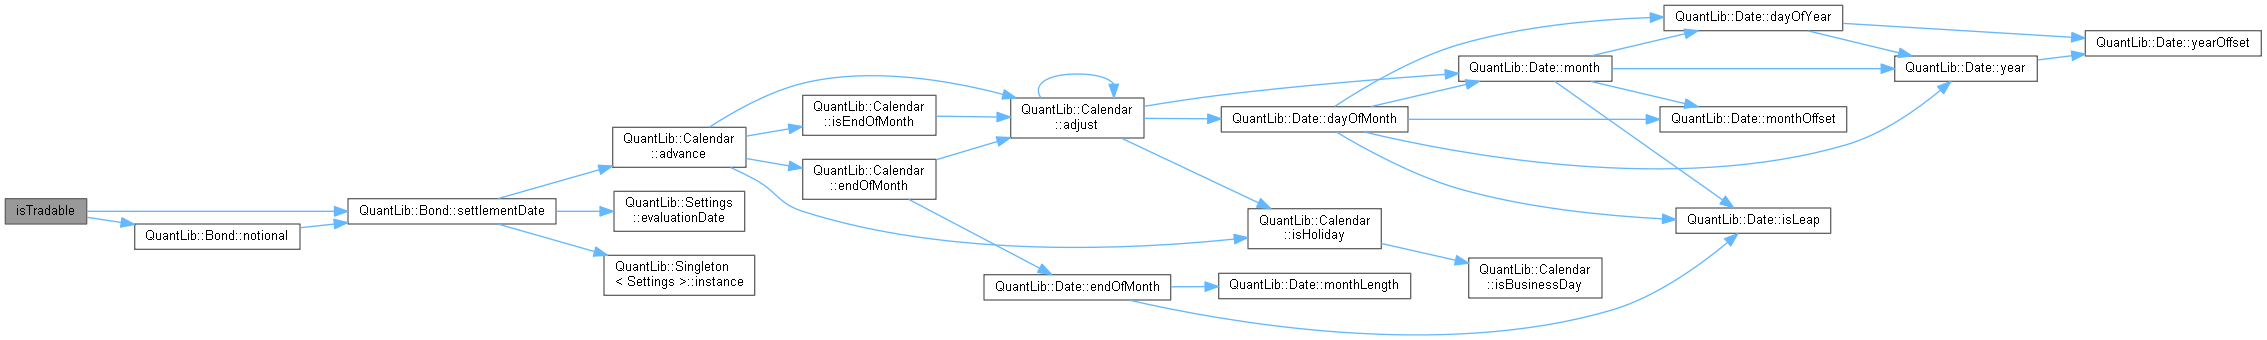 isTradable
QuantLib::Bond::notional
QuantLib::Bond::settlementDate
QuantLib::Calendar
::advance
QuantLib::Settings
::evaluationDate
QuantLib::Singleton
< Settings >::instance
QuantLib::Calendar
::isEndOfMonth
QuantLib::Calendar
::endOfMonth
QuantLib::Calendar
::adjust
QuantLib::Date::endOfMonth
QuantLib::Date::dayOfMonth
QuantLib::Calendar
::isHoliday
QuantLib::Date::monthLength
QuantLib::Date::month
QuantLib::Calendar
::isBusinessDay
QuantLib::Date::dayOfYear
QuantLib::Date::monthOffset
QuantLib::Date::isLeap
QuantLib::Date::year
QuantLib::Date::yearOffset